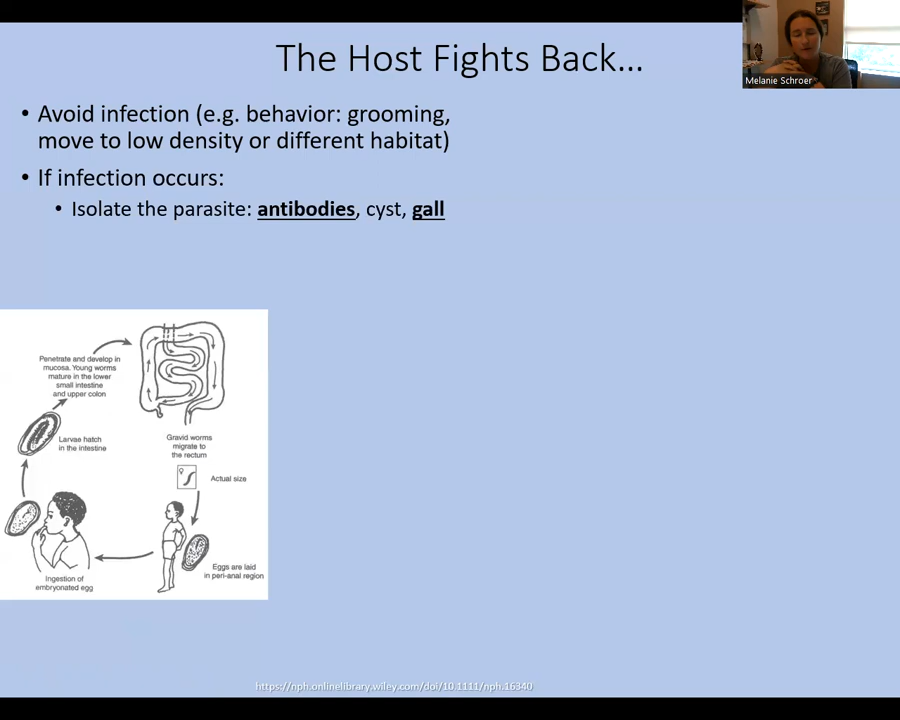 The Host Fights Back...
Melanie Schroer
• Avoid infection (e.g. behavior: grooming,
move to low density or different habitat)
• If infection occurs:
• Isolate the parasite: antibodies, cyst, gall
Penetrate and develop in
mucosa. Young worms
mature in the lower
small intestine
and upper colon
Larvae hatch
in the intestine
Gravid worms
migrate to
the rectum
♀
Actual size
Eggs are laid
in peri-anal region
Ingestion of
embryonated egg
https://nph.onlinelibrary.wiley.com/doi/10.1111/nph.16340